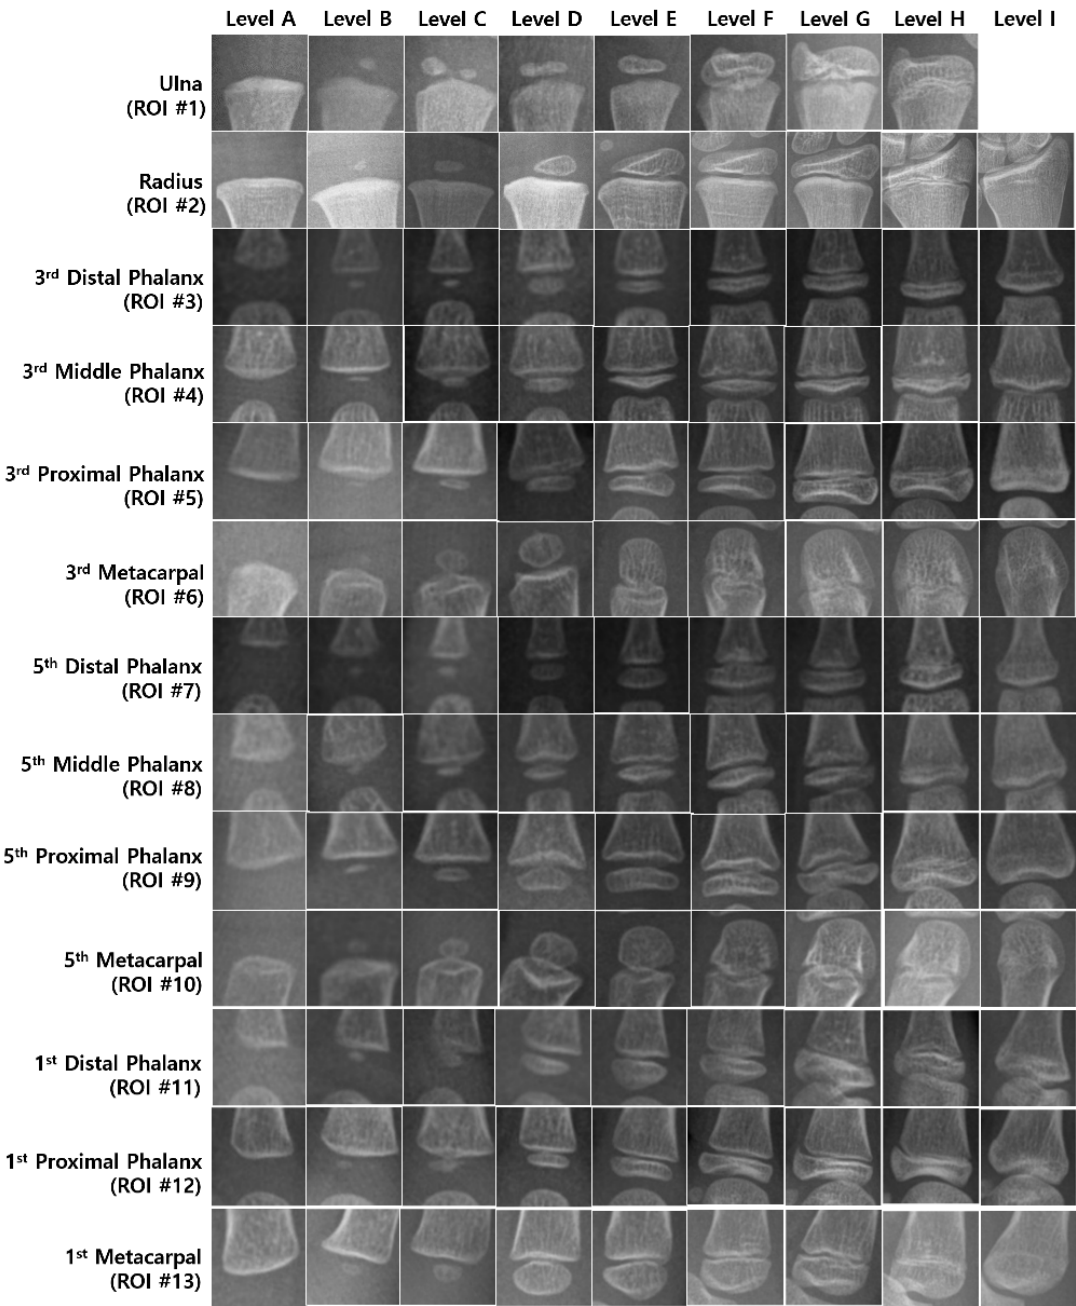 Level A Level B Level C Level D Level E Level F Level G Level H Level I
Ulna
(ROI #1)
Radius
(ROI #2)
3rd Distal Phalanx
(ROI #3)
3rd Middle Phalanx
(ROI #4)
3rd Proximal Phalanx
(ROI #5)
3rd Metacarpal
(ROI #6)
5th Distal Phalanx
(ROI #7)
5th Middle Phalanx
(ROI #8)
5th Proximal Phalanx
(ROI #9)
5th Metacarpal
(ROI #10)
1st Distal Phalanx
(ROI #11)
1st Proximal Phalanx
(ROI #12)
1st Metacarpal
(ROI #13)